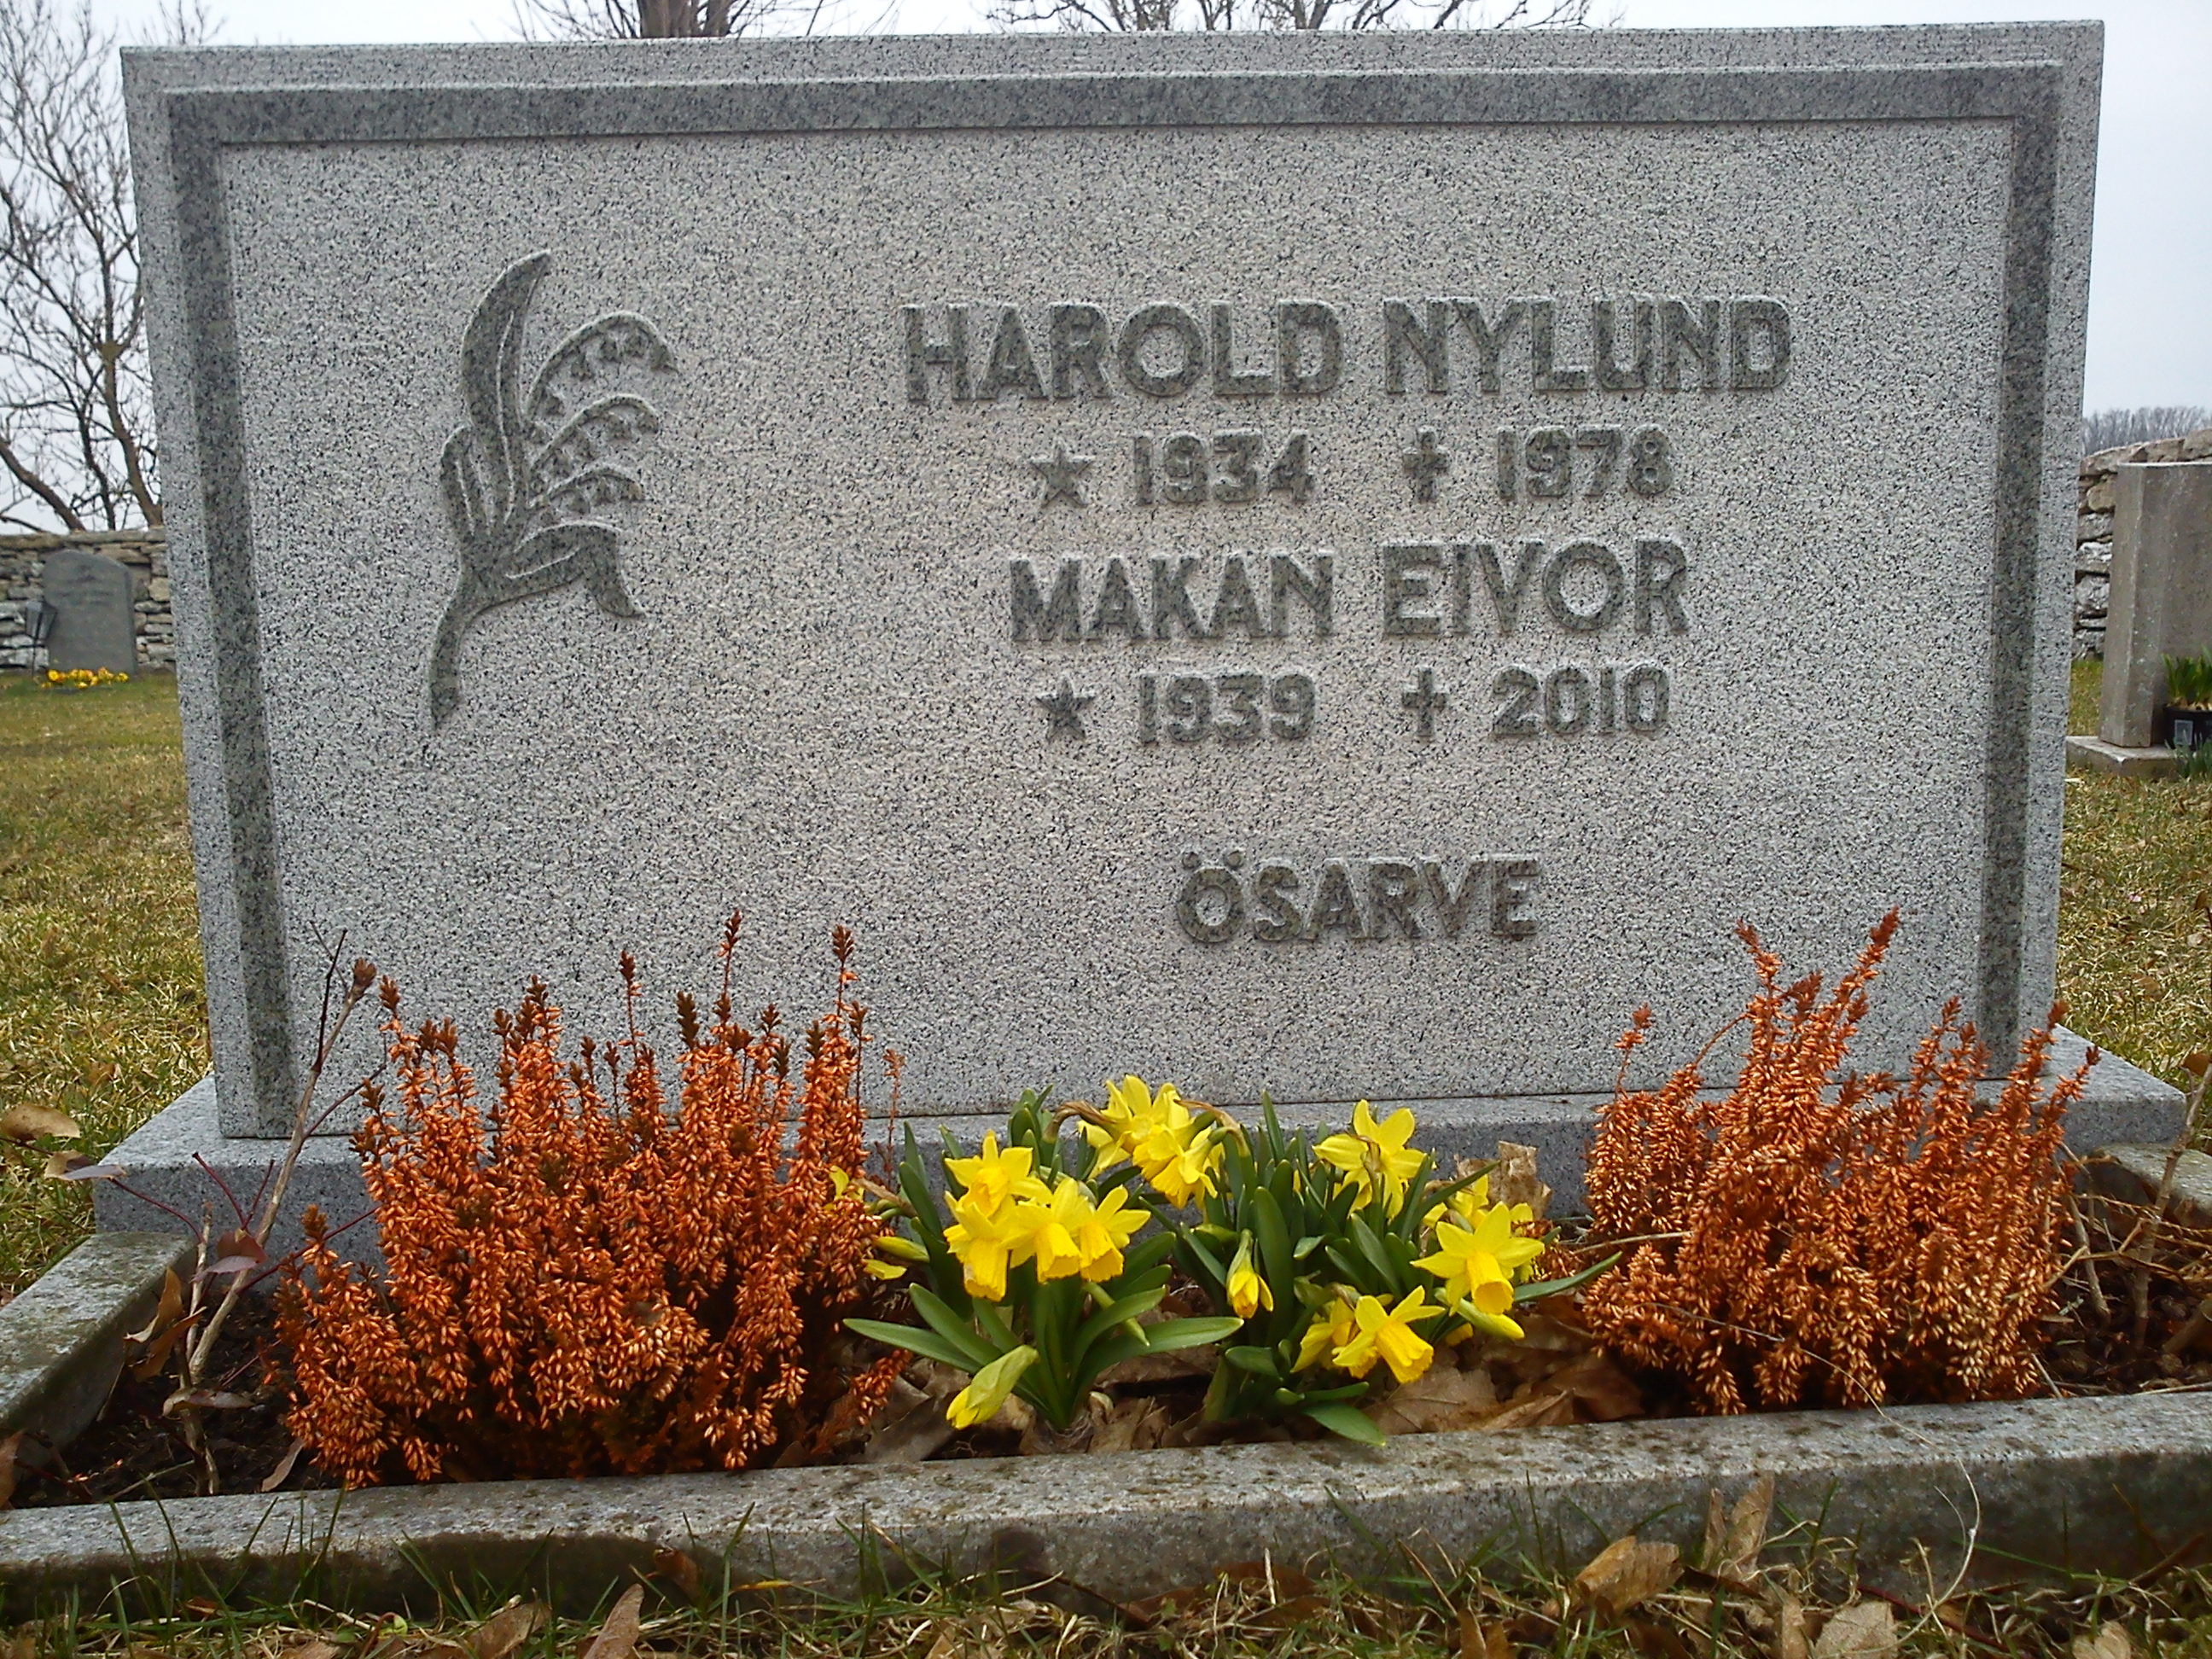 HAROLD NYLUND
★ 1934 ✝ 1978
MAKAN EIVOR
★ 1939 ✝ 2010
ÖSARVE